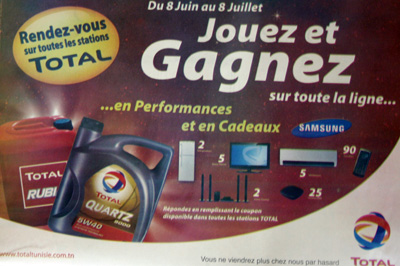 Du 8 Juin au 8 Juillet
Rendez-vous
sur toutes les stations
TOTAL
Jouez et
Gagnez
sur toute la ligne...
...en Performances
et en Cadeaux
SAMSUNG
2
5
90
5
2
25
TOTAL
RUBI
TOTAL
QUARTZ
9000
5W40
Répondez en remplissant le coupon
disponible dans toutes les stations TOTAL
www.totaltunisie.com.tn
Vous ne viendrez plus chez nous par hasard
TOTAL